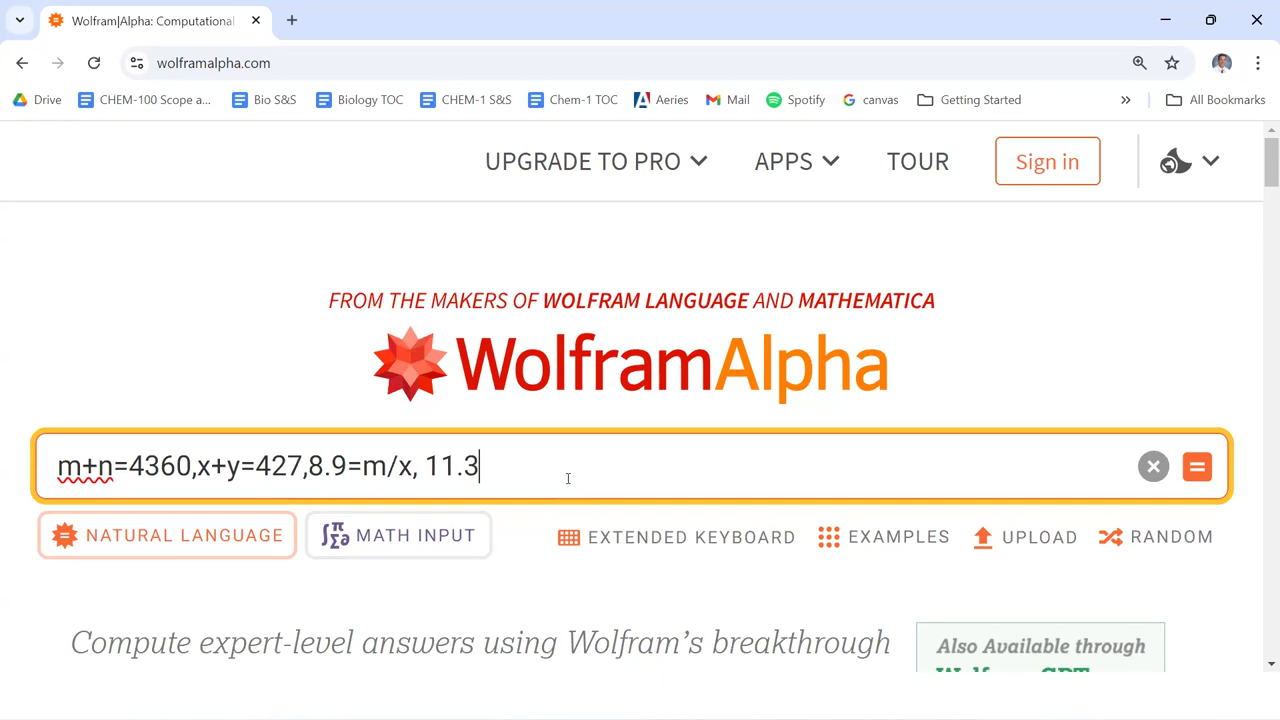 Wolfram|Alpha: Computational
wolframalpha.com
Drive CHEM-100 Scope a... Bio S&S Biology TOC CHEM-1 S&S Chem-1 TOC Aeries Mail Spotify canvas Getting Started » All Bookmarks
UPGRADE TO PRO APPS TOUR Sign in
FROM THE MAKERS OF WOLFRAM LANGUAGE AND MATHEMATICA
WolframAlpha
m+n=4360,x+y=427,8.9=m/x, 11.3
NATURAL LANGUAGE MATH INPUT EXTENDED KEYBOARD EXAMPLES UPLOAD RANDOM
Compute expert-level answers using Wolfram's breakthrough
Also Available through
Wolfram GPT